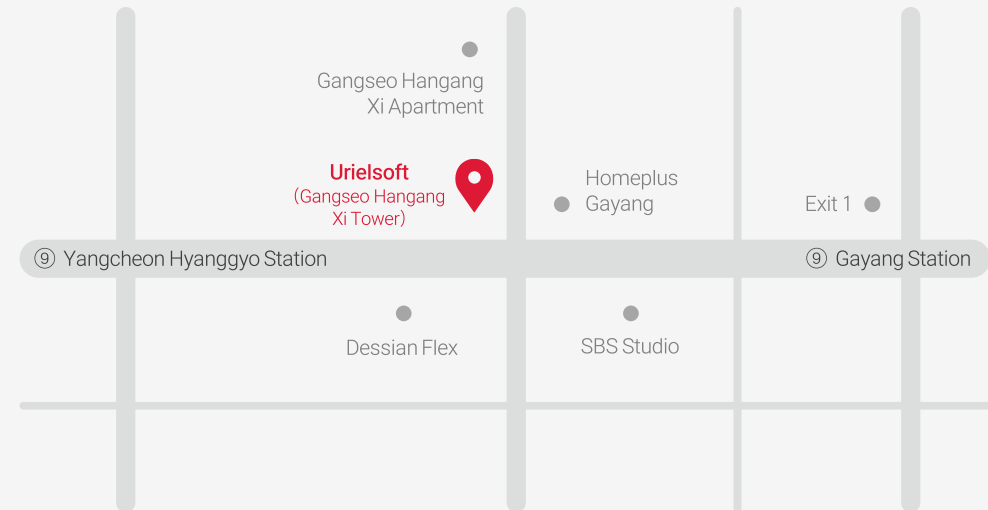 Gangseo Hangang
Xi Apartment
Urielsoft
(Gangseo Hangang
Xi Tower)
Homeplus
Gayang
Exit 1
⑨ Yangcheon Hyanggyo Station
⑨ Gayang Station
Dessian Flex
SBS Studio